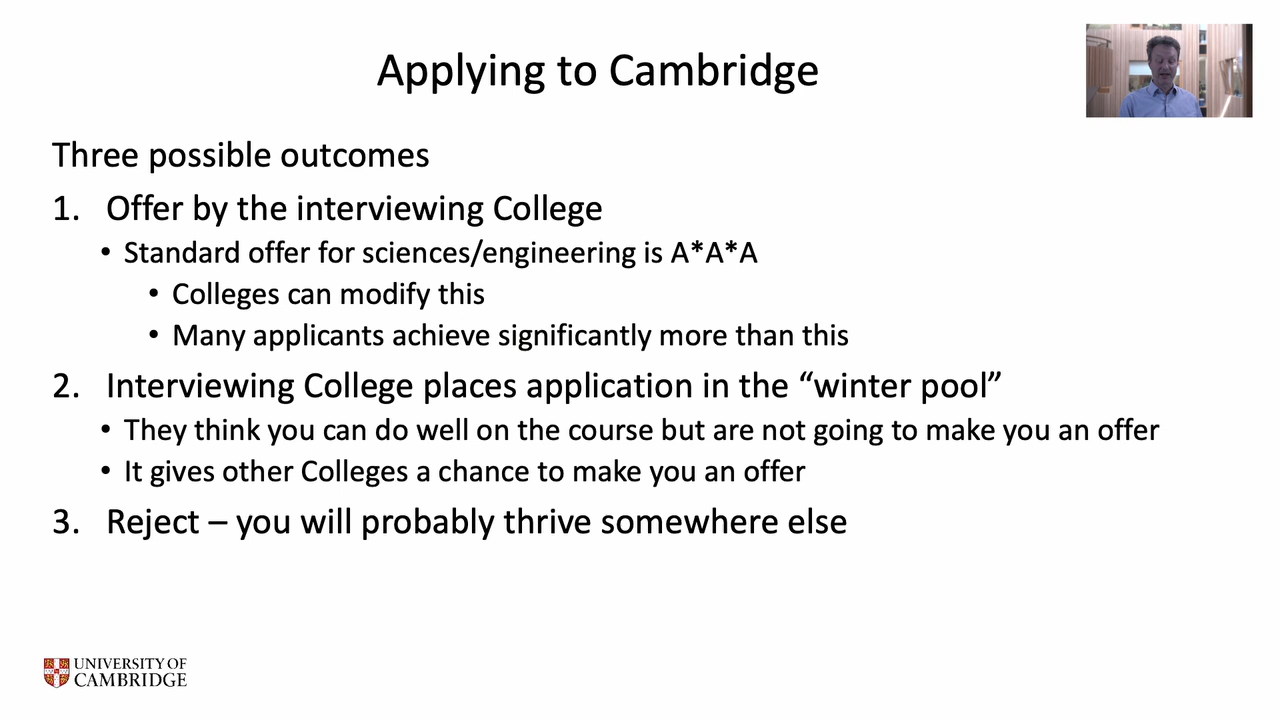 Applying to Cambridge
Three possible outcomes
1. Offer by the interviewing College
• Standard offer for sciences/engineering is A*A*A
• Colleges can modify this
• Many applicants achieve significantly more than this
2. Interviewing College places application in the “winter pool”
• They think you can do well on the course but are not going to make you an offer
• It gives other Colleges a chance to make you an offer
3. Reject – you will probably thrive somewhere else
UNIVERSITY OF
CAMBRIDGE